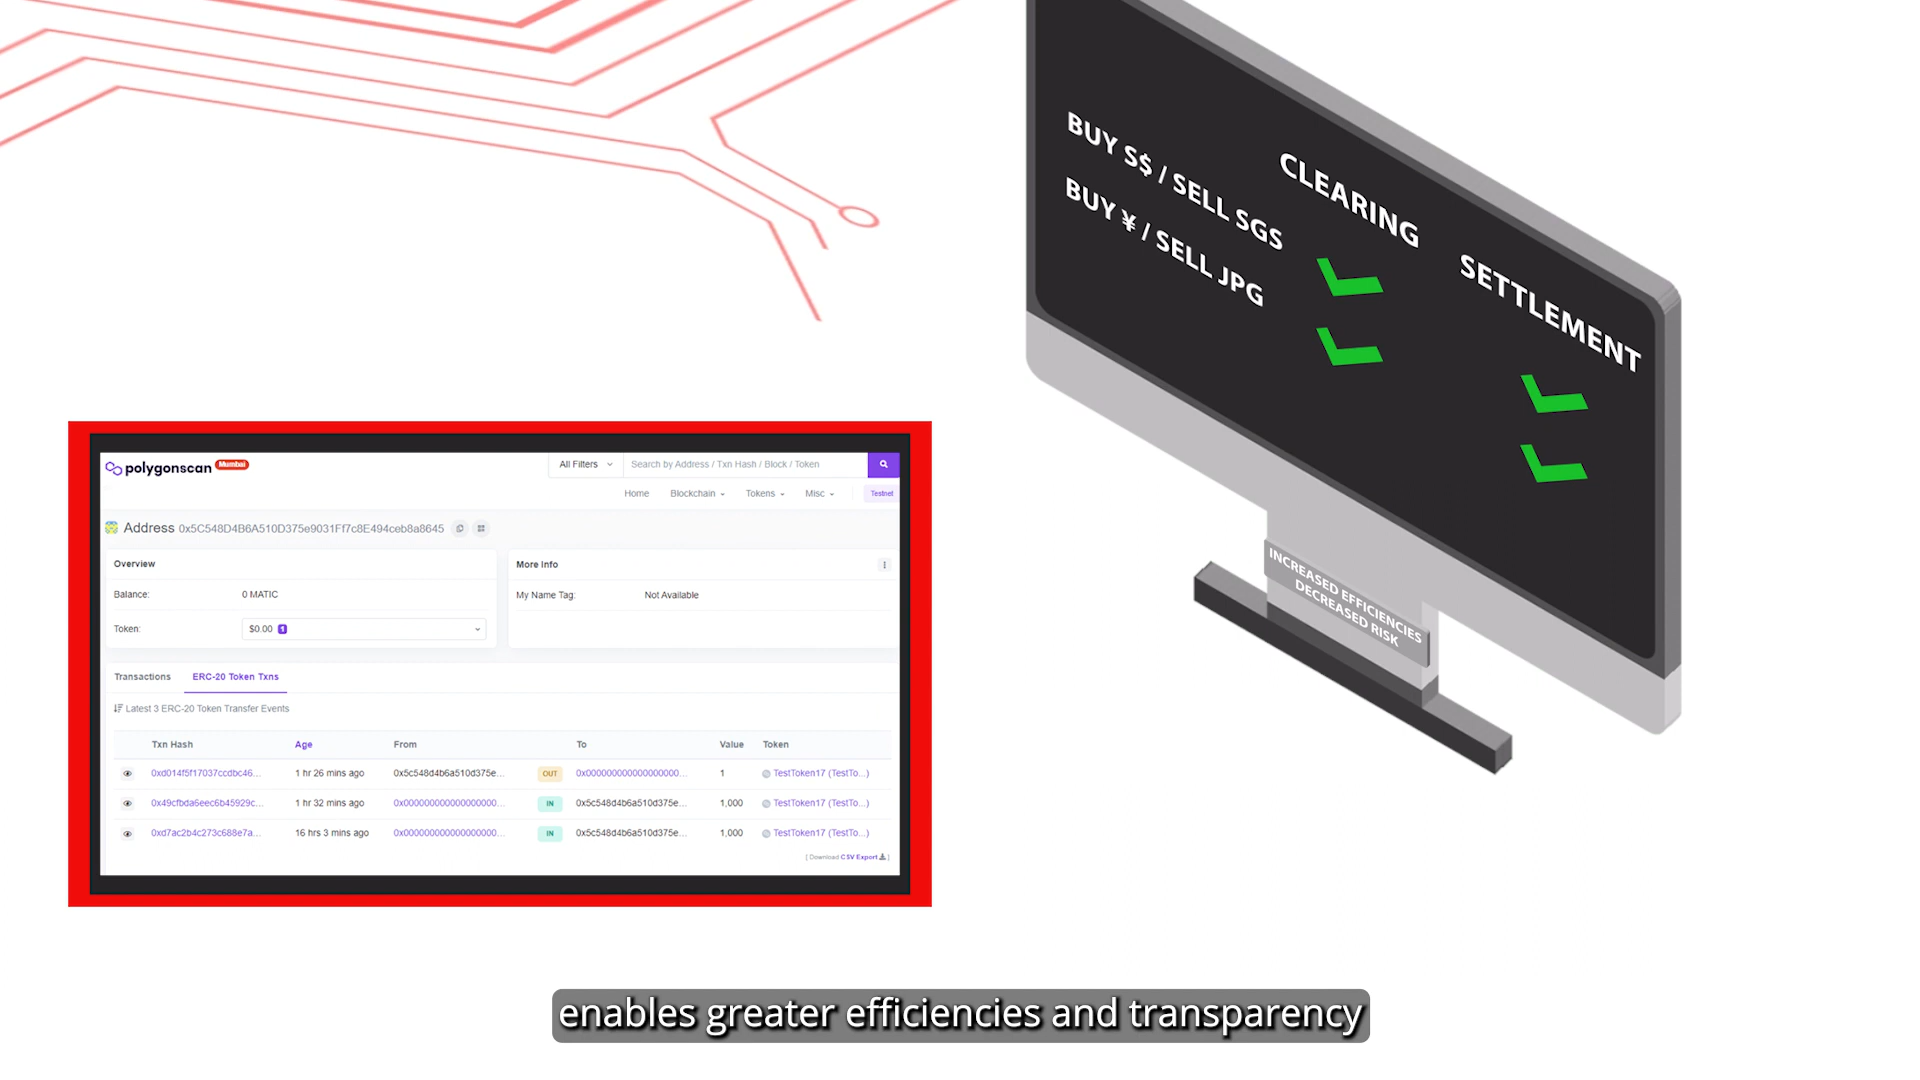 BUY S$ / SELL SGS
BUY ¥ / SELL JPG
CLEARING
SETTLEMENT
INCREASED EFFICIENCIES
DECREASED RISK
polygonscan Mumbai
All Filters Search by Address / Txn Hash / Block / Token
Home Blockchain Tokens Misc Testnet
Address 0x5C548D4B6A510D375e9031Ff7c8E494ceb8a8645
Overview
Balance: 0 MATIC
Token: $0.00 1
More Info
My Name Tag: Not Available
Transactions ERC-20 Token Txns
Latest 3 ERC-20 Token Transfer Events
Txn Hash Age From To Value Token
0xd014f5f17037ccdbc46... 1 hr 26 mins ago 0x5c548d4b6a510d375e... OUT 0x000000000000000000... 1 TestToken17 (TestTo...)
0x49cfbda6eec6b45929c... 1 hr 32 mins ago 0x000000000000000000... IN 0x5c548d4b6a510d375e... 1,000 TestToken17 (TestTo...)
0xd7ac2b4c273c688e7a... 16 hrs 3 mins ago 0x000000000000000000... IN 0x5c548d4b6a510d375e... 1,000 TestToken17 (TestTo...)
[ Download CSV Export ]
enables greater efficiencies and transparency